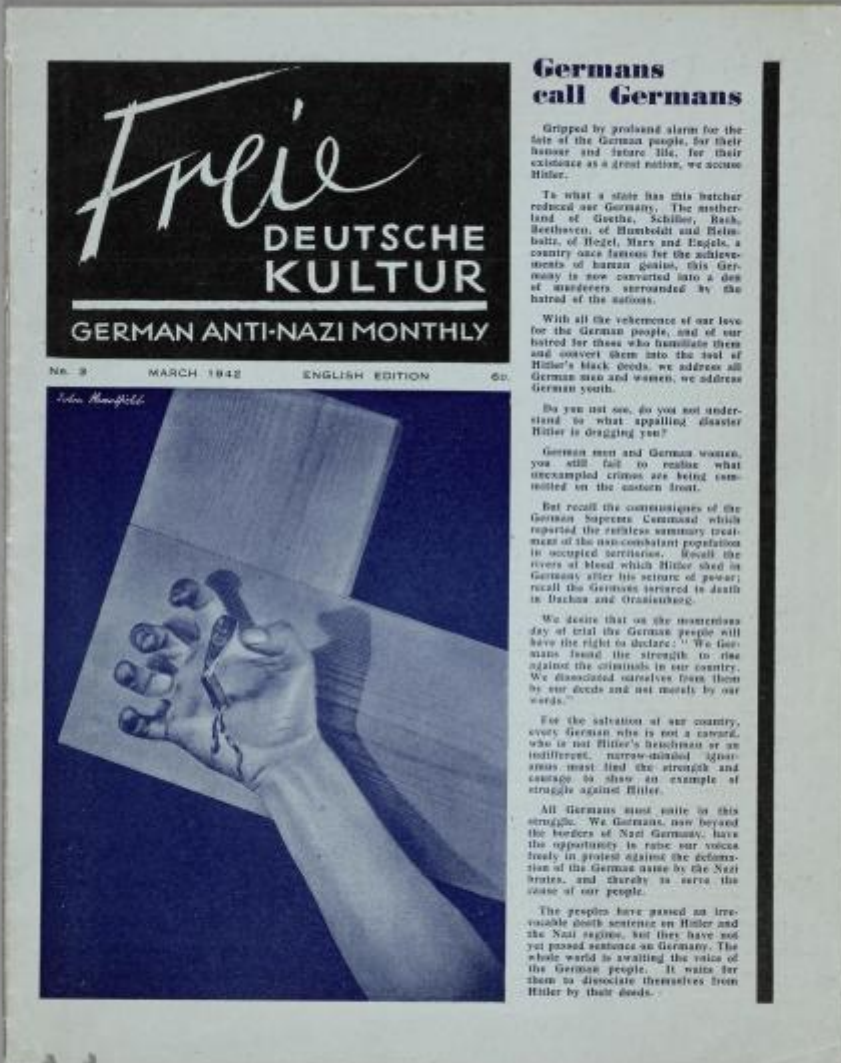 Freie
DEUTSCHE
KULTUR
GERMAN ANTI-NAZI MONTHLY
No. 3 MARCH 1942 ENGLISH EDITION 6D.
John Heartfield
Germans
call Germans
Gripped by profound alarm for the
fate of the German people, for their
honour and future life, for their
existence as a great nation, we accuse
Hitler.
To what a state has this butcher
reduced our Germany. The mother-
land of Goethe, Schiller, Bach,
Beethoven, of Humboldt and Helm-
holtz, of Hegel, Marx and Engels, a
country once famous for the achieve-
ments of human genius, this Ger-
many is now converted into a den
of murderers surrounded by the
hatred of the nations.
With all the vehemence of our love
for the German people, and of our
hatred for those who humiliate them
and convert them into the tool of
Hitler's black deeds, we address all
German men and women, we address
German youth.
Do you not see, do you not under-
stand to what appalling disaster
Hitler is dragging you?
German men and German women,
you still fail to realise what
unexampled crimes are being com-
mitted on the eastern front.
But recall the communiques of the
German Supreme Command which
reported the ruthless summary treat-
ment of the non-combatant population
in occupied territories. Recall the
rivers of blood which Hitler shed in
Germany after his seizure of power;
recall the Germans tortured to death
in Dachau and Oranienburg.
We desire that on the momentous
day of trial the German people will
have the right to declare: " We Ger-
mans found the strength to rise
against the criminals in our country.
We dissociated ourselves from them
by our deeds and not merely by our
words."
For the salvation of our country,
every German who is not a coward,
who is not Hitler's henchman or an
indifferent, narrow-minded ignor-
amus must find the strength and
courage to show an example of
struggle against Hitler.
All Germans must unite in this
struggle. We Germans, now beyond
the borders of Nazi Germany, have
the opportunity to raise our voices
freely in protest against the defama-
tion of the German name by the Nazi
brutes, and thereby to serve the
cause of our people.
The peoples have passed an irre-
vocable death sentence on Hitler and
the Nazi regime, but they have not
yet passed sentence on Germany. The
whole world is awaiting the voice of
the German people. It waits for
them to dissociate themselves from
Hitler by their deeds.